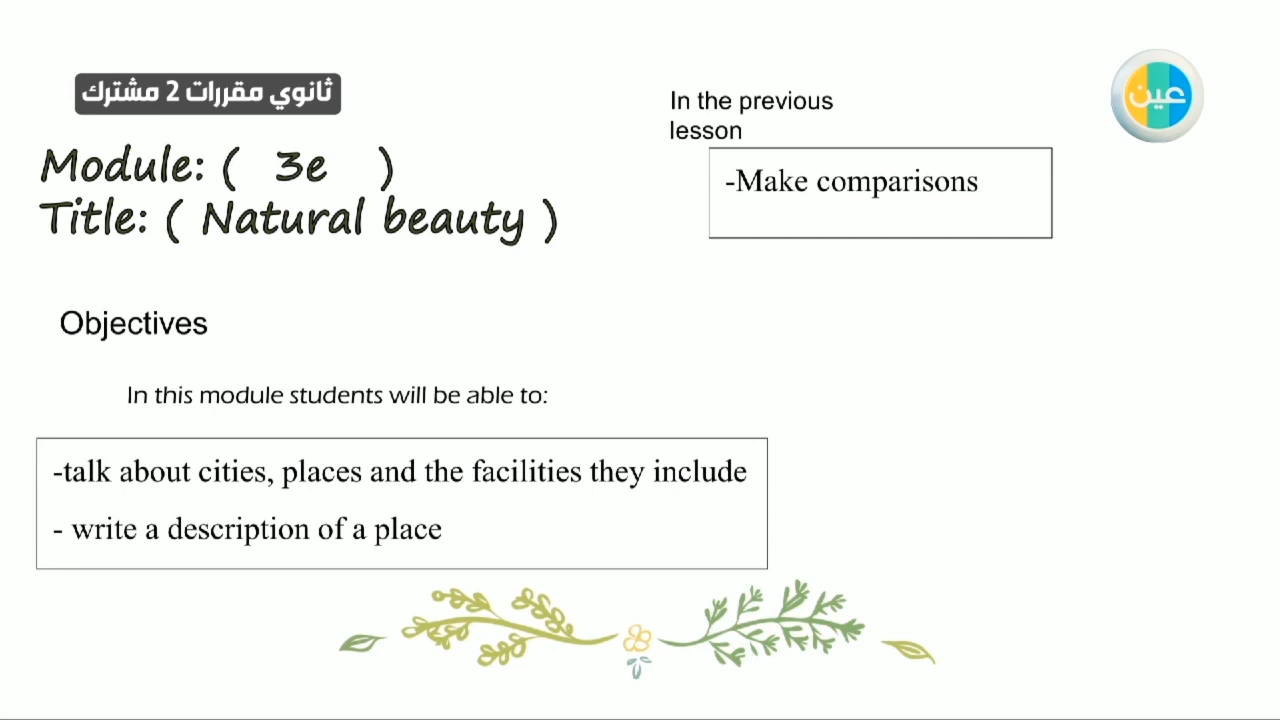 ثانوي مقررات 2 مشترك
عين
In the previous
lesson
-Make comparisons
Module: ( 3e )
Title: ( Natural beauty )
Objectives
In this module students will be able to:
-talk about cities, places and the facilities they include
- write a description of a place